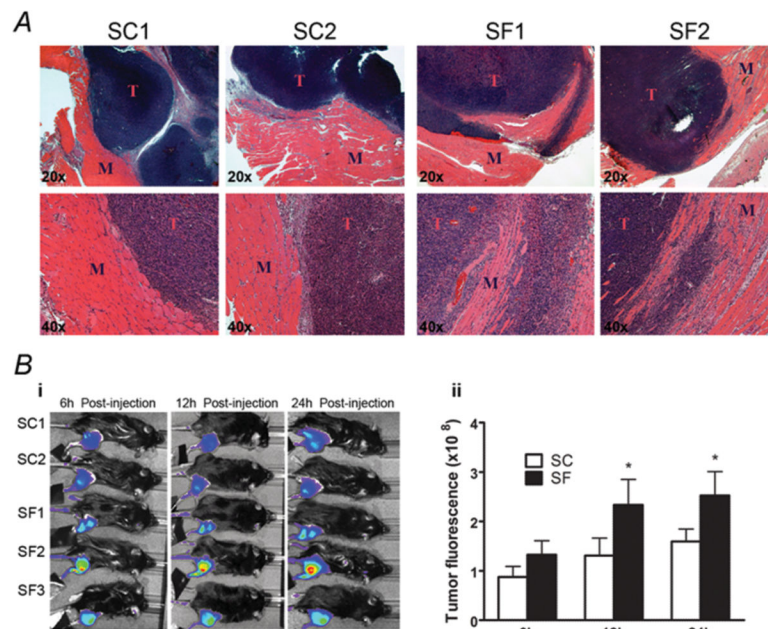 A
SC1 SC2 SF1 SF2
T T T T M
M M M
20x 20x 20x 20x
T T T M
M M M
40x 40x 40x 40x
B
i ii
6h Post-injection 12h Post-injection 24h Post-injection
SC1
SC2
SF1
SF2
SF3
Tumor fluorescence (x10 8)
4
3
2
1
0
SC
SF
* *